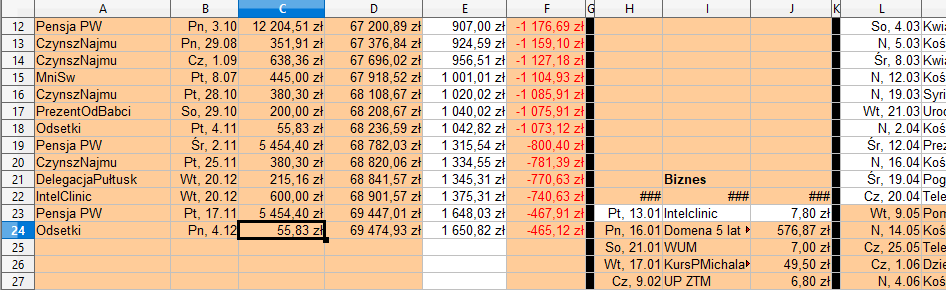 A B C D E F G H I J K L
12 Pensja PW Pn, 3.10 12 204,51 zł 67 200,89 zł 907,00 zł -1 176,69 zł So, 4.03 Kwia
13 CzynszNajmu Pn, 29.08 351,91 zł 67 376,84 zł 924,59 zł -1 159,10 zł N, 5.03 Kość
14 CzynszNajmu Cz, 1.09 638,36 zł 67 696,02 zł 956,51 zł -1 127,18 zł Śr, 8.03 Kwia
15 MniSw Pt, 8.07 445,00 zł 67 918,52 zł 1 001,01 zł -1 104,93 zł N, 12.03 Kość
16 CzynszNajmu Pt, 28.10 380,30 zł 68 108,67 zł 1 020,02 zł -1 085,91 zł N, 19.03 Syri
17 PrezentOdBabci So, 29.10 200,00 zł 68 208,67 zł 1 040,02 zł -1 075,91 zł Wt, 21.03 Uroc
18 Odsetki Pt, 4.11 55,83 zł 68 236,59 zł 1 042,82 zł -1 073,12 zł N, 2.04 Kość
19 Pensja PW Śr, 2.11 5 454,40 zł 68 782,03 zł 1 315,54 zł -800,40 zł Śr, 12.04 Prez
20 CzynszNajmu Pt, 25.11 380,30 zł 68 820,06 zł 1 334,55 zł -781,39 zł N, 16.04 Kość
21 DelegacjaPułtusk Wt, 20.12 215,16 zł 68 841,57 zł 1 345,31 zł -770,63 zł Biznes Śr, 19.04 Pog
22 IntelClinic Wt, 20.12 600,00 zł 68 901,57 zł 1 375,31 zł -740,63 zł ### ### ### Cz, 20.04 Tele
23 Pensja PW Pt, 17.11 5 454,40 zł 69 447,01 zł 1 648,03 zł -467,91 zł Pt, 13.01 Intelclinic 7,80 zł Wt, 9.05 Pom
24 Odsetki Pn, 4.12 55,83 zł 69 474,93 zł 1 650,82 zł -465,12 zł Pn, 16.01 Domena 5 lat 576,87 zł N, 14.05 Kość
25 So, 21.01 WUM 7,00 zł Cz, 25.05 Tele
26 Wt, 17.01 KursPMichala 49,50 zł Cz, 1.06 Dzie
27 Cz, 9.02 UP ZTM 6,80 zł N, 4.06 Kość